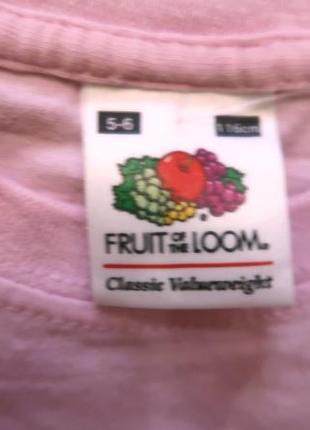 5-6 116cm
FRUIT OF THE LOOM®
Classic Valueweight